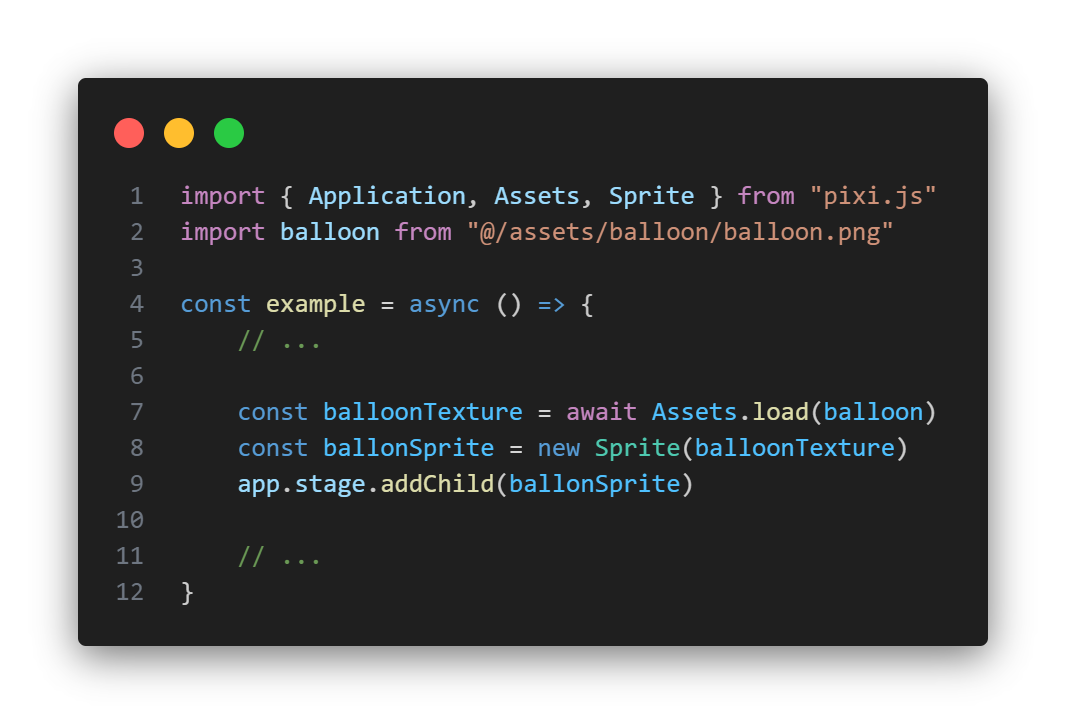 1 import { Application, Assets, Sprite } from "pixi.js"
2 import balloon from "@/assets/balloon/balloon.png"
3
4 const example = async () => {
5     // ...
6
7     const balloonTexture = await Assets.load(balloon)
8     const ballonSprite = new Sprite(balloonTexture)
9     app.stage.addChild(ballonSprite)
10
11     // ...
12 }